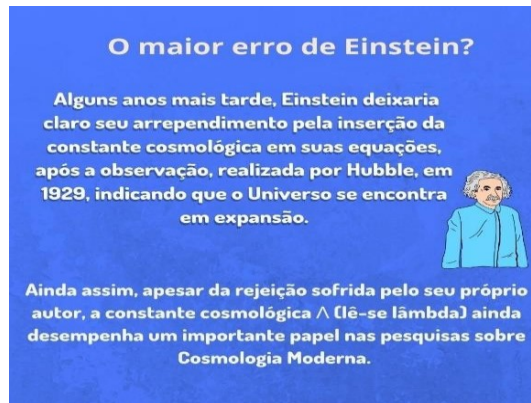 O maior erro de Einstein?
Alguns anos mais tarde, Einstein deixaria
claro seu arrependimento pela inserção da
constante cosmológica em suas equações,
após a observação, realizada por Hubble, em
1929, indicando que o Universo se encontra
em expansão.
Ainda assim, apesar da rejeição sofrida pelo seu próprio
autor, a constante cosmológica Λ (lê-se lâmbda) ainda
desempenha um importante papel nas pesquisas sobre
Cosmologia Moderna.